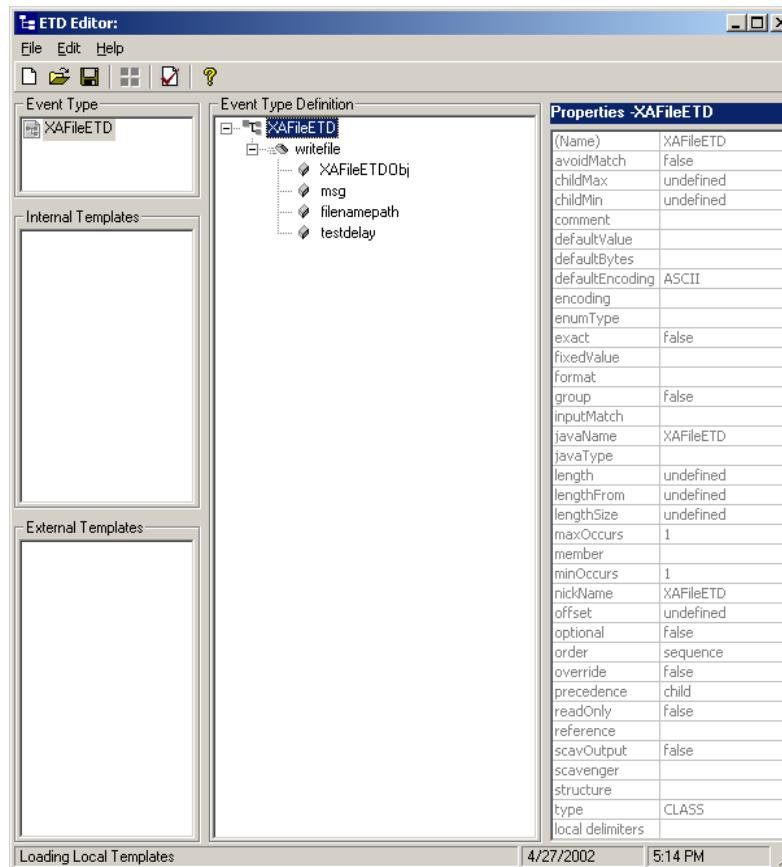 ETD Editor:
File Edit Help
Event Type
XAFileETD
Internal Templates
External Templates
Event Type Definition
XAFileETD
writefile
XAFileETDObj
msg
filenamepath
testdelay
Properties -XAFileETD
(Name) XAFileETD
avoidMatch false
childMax undefined
childMin undefined
comment
defaultValue
defaultBytes
defaultEncoding ASCII
encoding
enumType
exact false
fixedValue
format
group false
inputMatch
javaName XAFileETD
javaType
length undefined
lengthFrom undefined
lengthSize undefined
maxOccurs 1
member
minOccurs 1
nickName XAFileETD
offset undefined
optional false
order sequence
override false
precedence child
readOnly false
reference
scavOutput false
scavenger
structure
type CLASS
local delimiters
Loading Local Templates 4/27/2002 5:14 PM